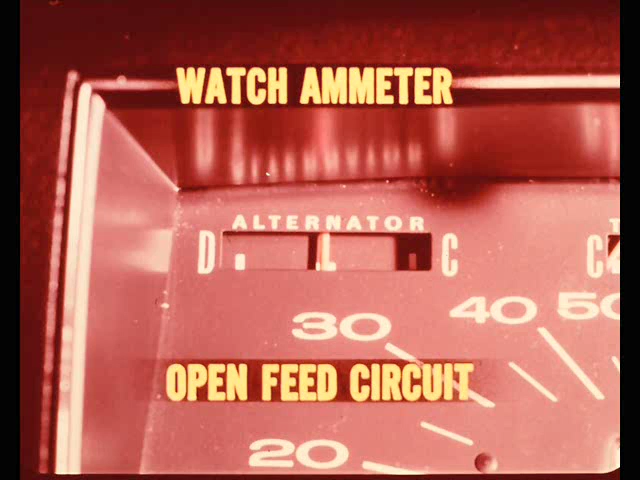 WATCH AMMETER
ALTERNATOR
D C
C
30 40 50
OPEN FEED CIRCUIT
20